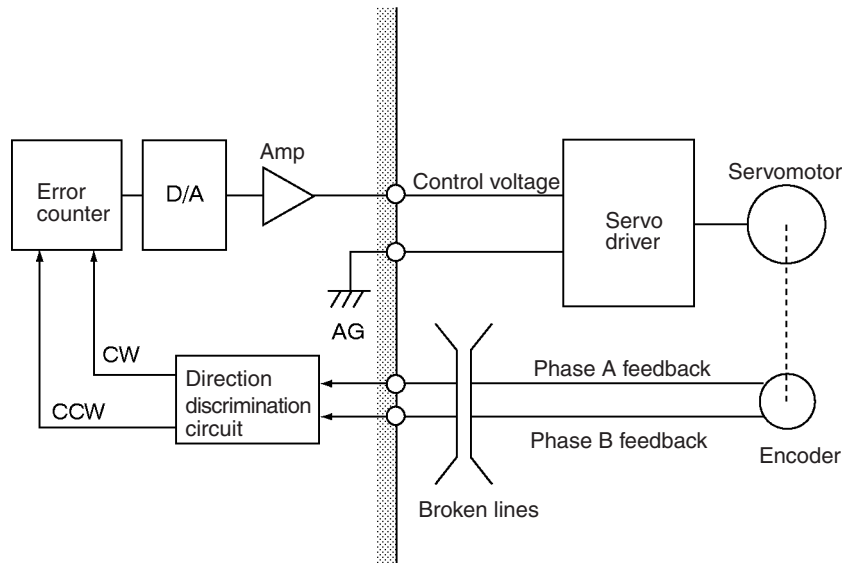 Amp
Servomotor
Error
counter
D/A
Control voltage
Servo
driver
AG
CW
CCW
Direction
discrimination
circuit
Phase A feedback
Phase B feedback
Encoder
Broken lines